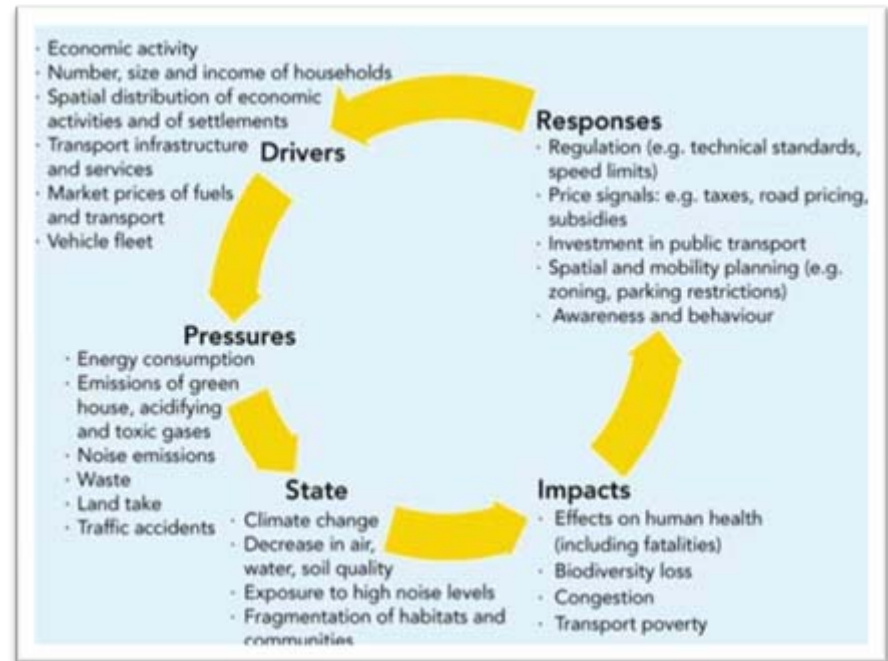 · Economic activity
· Number, size and income of households
· Spatial distribution of economic
activities and of settlements
· Transport infrastructure
and services
· Market prices of fuels
and transport
· Vehicle fleet
Drivers
Pressures
· Energy consumption
· Emissions of green
house, acidifying
and toxic gases
· Noise emissions
· Waste
· Land take
· Traffic accidents
State
· Climate change
· Decrease in air,
water, soil quality
· Exposure to high noise levels
· Fragmentation of habitats and
communities
Impacts
· Effects on human health
(including fatalities)
· Biodiversity loss
· Congestion
· Transport poverty
Responses
· Regulation (e.g. technical standards,
speed limits)
· Price signals: e.g. taxes, road pricing,
subsidies
· Investment in public transport
· Spatial and mobility planning (e.g.
zoning, parking restrictions)
· Awareness and behaviour